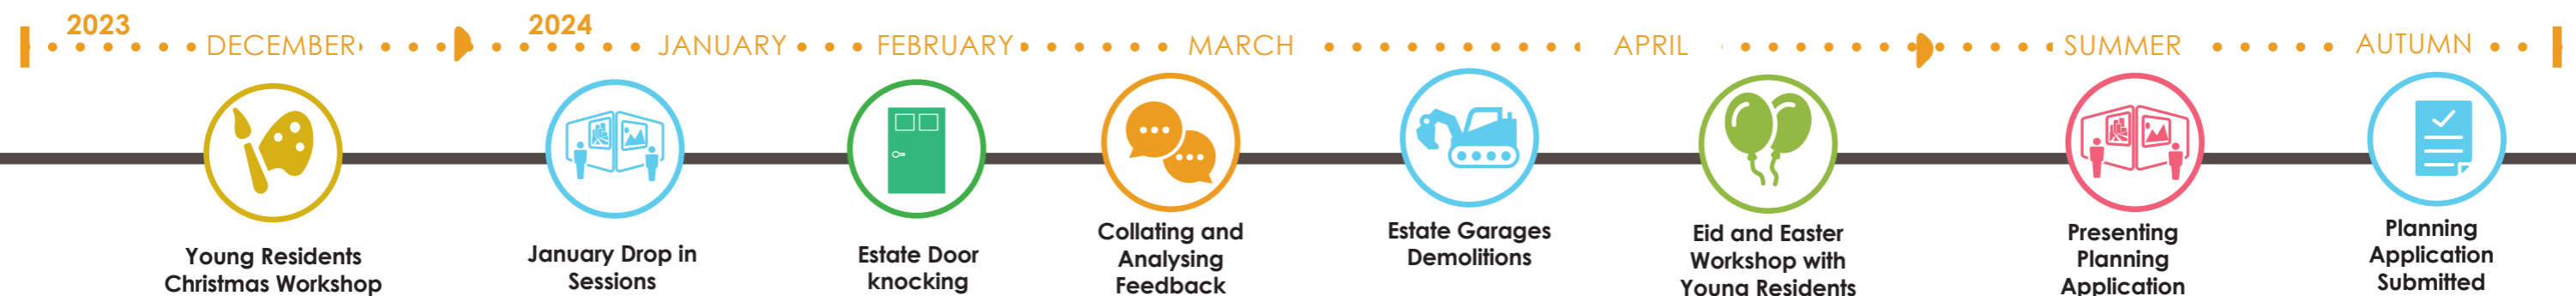 2023
2024
DECEMBER
JANUARY
FEBRUARY
MARCH
APRIL
SUMMER
AUTUMN
Young Residents
Christmas Workshop
January Drop in
Sessions
Estate Door
knocking
Collating and
Analysing
Feedback
Estate Garages
Demolitions
Eid and Easter
Workshop with
Young Residents
Presenting
Planning
Application
Planning
Application
Submitted